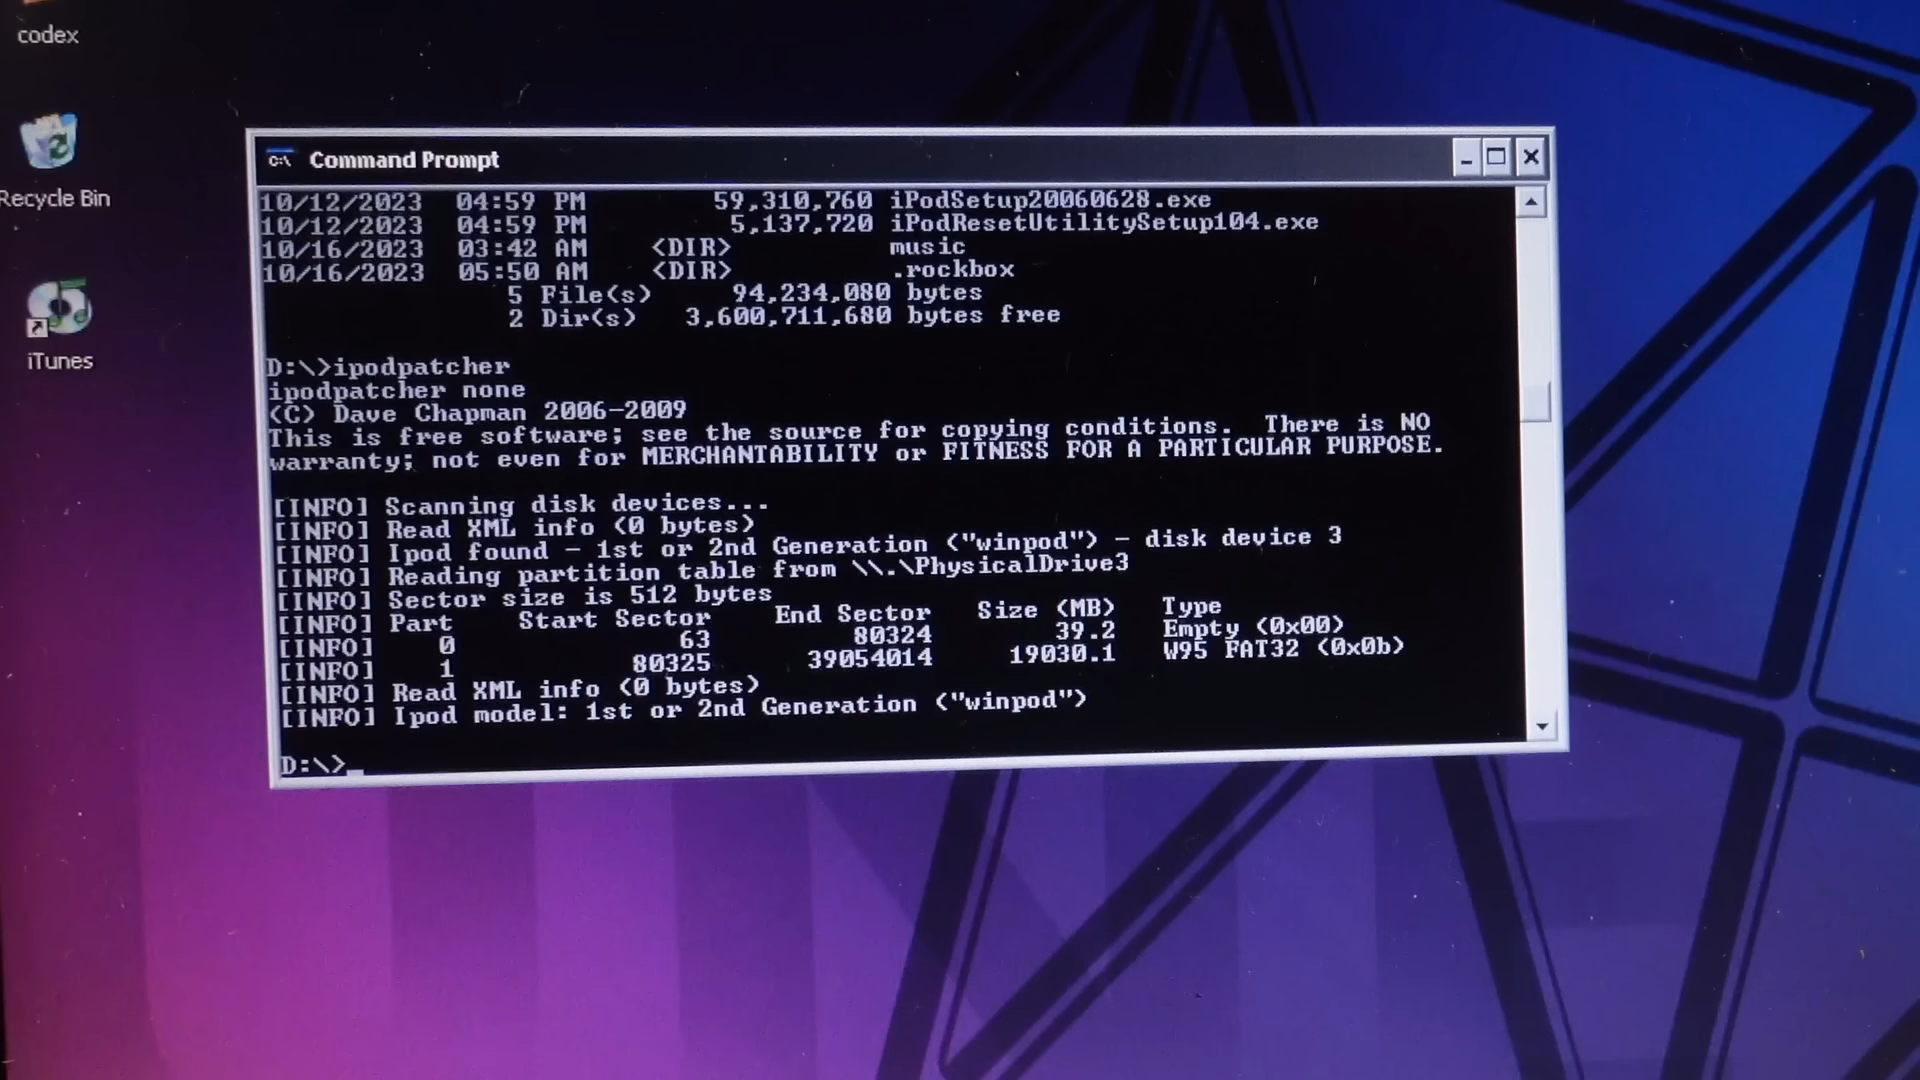 codex
Recycle Bin
iTunes
C:\ Command Prompt
10/12/2023 04:59 PM 59,310,760 iPodSetup20060628.exe
10/12/2023 04:59 PM 5,137,720 iPodResetUtilitySetup104.exe
10/16/2023 03:42 AM <DIR> music
10/16/2023 05:50 AM <DIR> .rockbox
5 File(s) 94,234,080 bytes
2 Dir(s) 3,600,711,680 bytes free
D:\>ipodpatcher
ipodpatcher none
(C) Dave Chapman 2006-2009
This is free software; see the source for copying conditions. There is NO
warranty; not even for MERCHANTABILITY or FITNESS FOR A PARTICULAR PURPOSE.
[INFO] Scanning disk devices...
[INFO] Read XML info (0 bytes)
[INFO] Ipod found - 1st or 2nd Generation ("winpod") - disk device 3
[INFO] Reading partition table from \\.\PhysicalDrive3
[INFO] Sector size is 512 bytes
[INFO] Part Start Sector End Sector Size (MB) Type
[INFO] 0 63 80324 39.2 Empty (0x00)
[INFO] 1 80325 39054014 19030.1 W95 FAT32 (0x0b)
[INFO] Read XML info (0 bytes)
[INFO] Ipod model: 1st or 2nd Generation ("winpod")
D:\>_